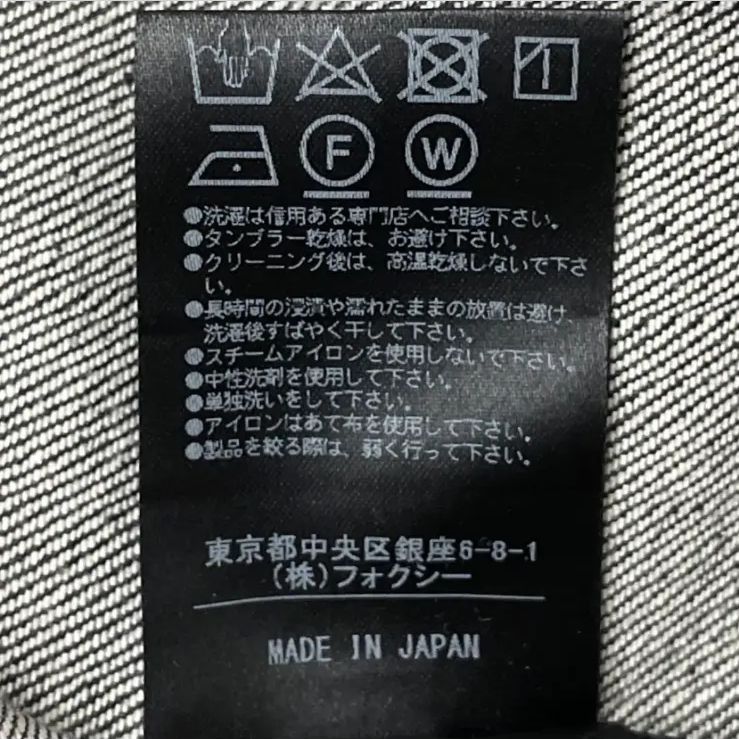 F W
●洗濯は信用ある専門店へご相談下さい。
●タンブラー乾燥は、お避け下さい。
●クリーニング後は、高温乾燥しないで下さ
い。
●長時間の浸漬や濡れたままの放置は避け、
洗濯後すばやく干して下さい。
●スチームアイロンを使用しないで下さい。
●中性洗剤を使用して下さい。
●単独洗いをして下さい。
●アイロンはあて布を使用して下さい。
●製品を絞る際は、弱く行って下さい。
東京都中央区銀座6-8-1
(株)フォクシー
MADE IN JAPAN